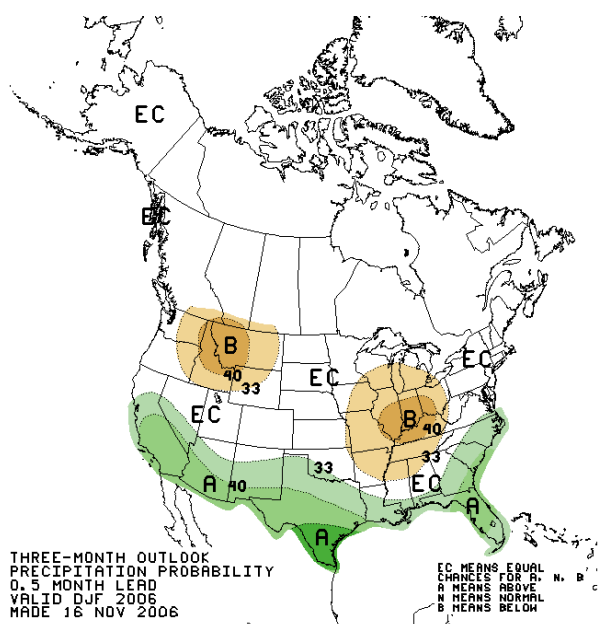 EC
EC
B
40
33
EC
EC
EC
B
40
33
33
EC
A
40
A
A
THREE-MONTH OUTLOOK
PRECIPITATION PROBABILITY
0.5 MONTH LEAD
VALID DJF 2006
MADE 16 NOV 2006
EC MEANS EQUAL
CHANCES FOR A, N, B
A MEANS ABOVE
N MEANS NORMAL
B MEANS BELOW